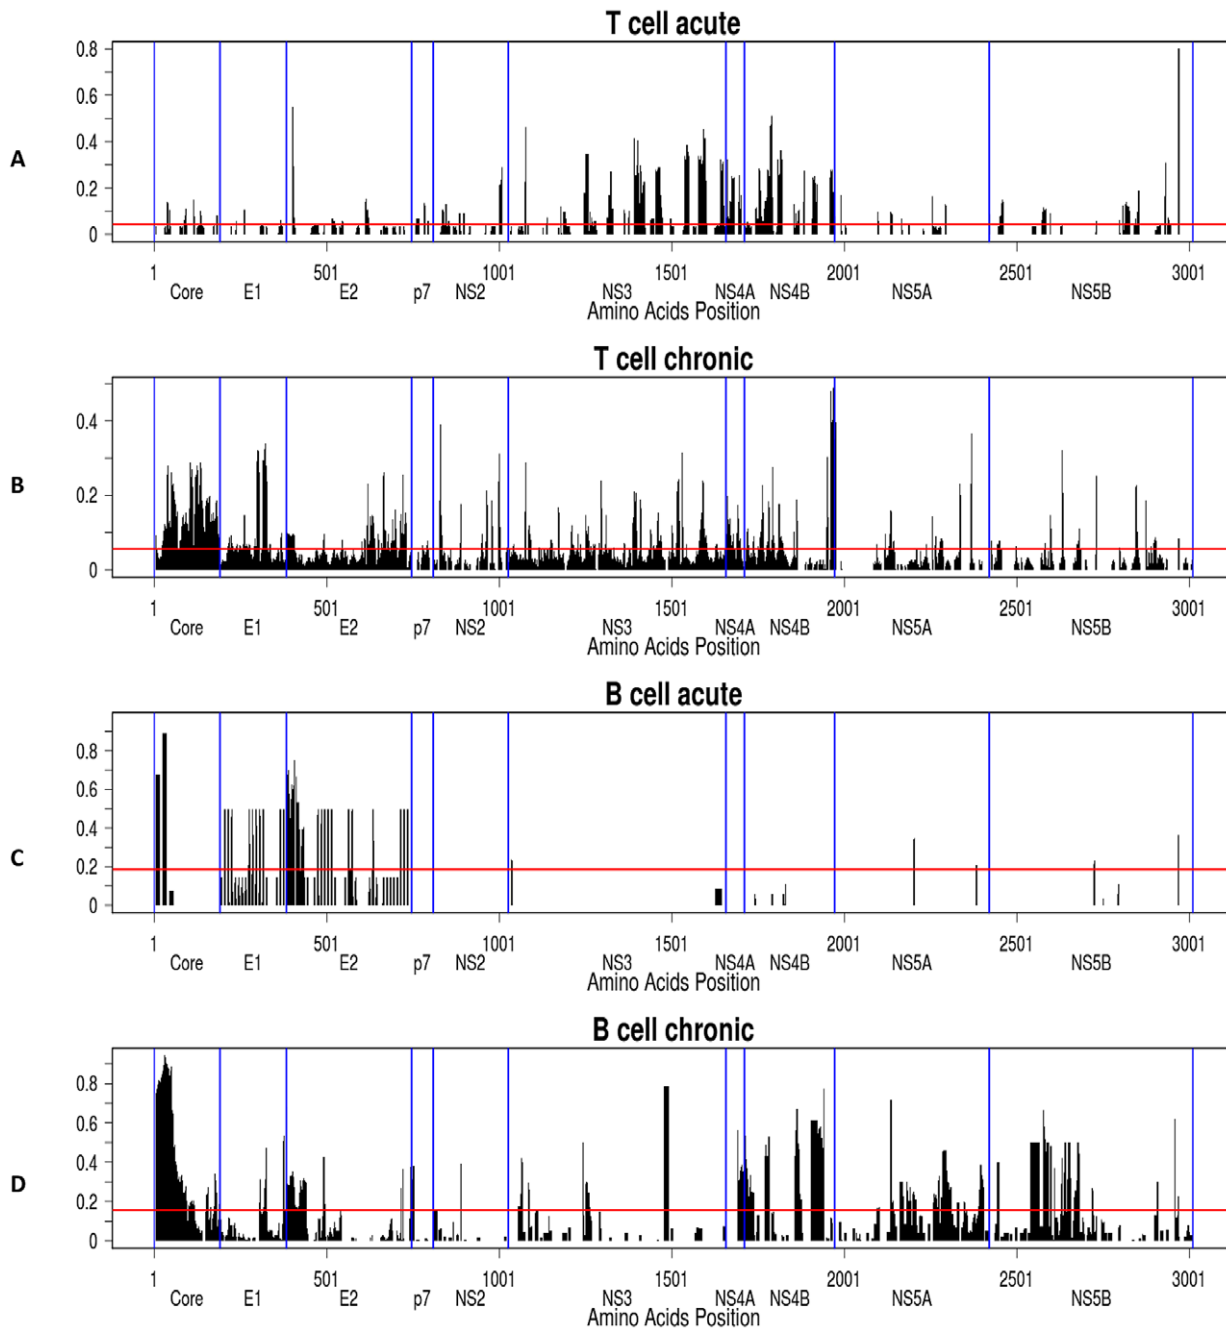 T cell acute
A
0.8
0.6
0.4
0.2
0
1 501 1001 1501 2001 2501 3001
Core E1 E2 p7 NS2 NS3 NS4A NS4B NS5A NS5B
Amino Acids Position
T cell chronic
B
0.4
0.2
0
1 501 1001 1501 2001 2501 3001
Core E1 E2 p7 NS2 NS3 NS4A NS4B NS5A NS5B
Amino Acids Position
B cell acute
C
0.8
0.6
0.4
0.2
0
1 501 1001 1501 2001 2501 3001
Core E1 E2 p7 NS2 NS3 NS4A NS4B NS5A NS5B
Amino Acids Position
B cell chronic
D
0.8
0.6
0.4
0.2
0
1 501 1001 1501 2001 2501 3001
Core E1 E2 p7 NS2 NS3 NS4A NS4B NS5A NS5B
Amino Acids Position